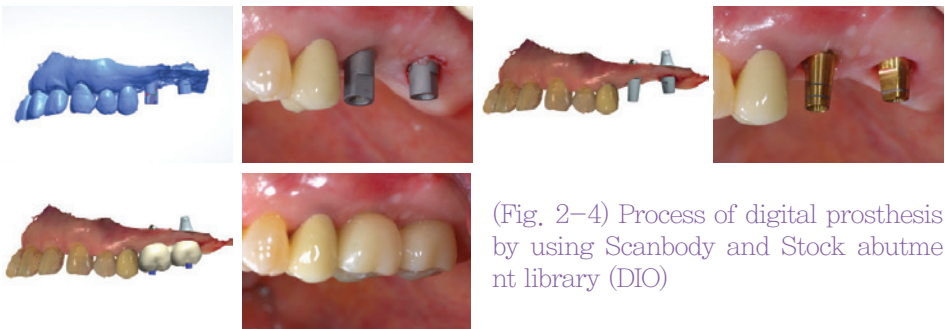 (Fig. 2-4) Process of digital prosthesis
by using Scanbody and Stock abutme
nt library (DIO)